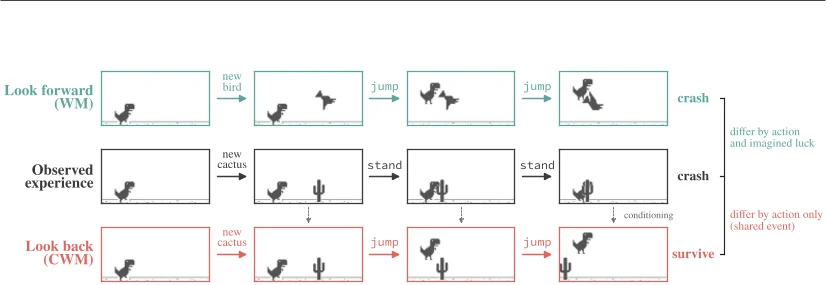 Look forward
(WM)
new
bird
jump
jump
crash
differ by action
and imagined luck
Observed
experience
new
cactus
stand
stand
crash
conditioning
differ by action only
(shared event)
Look back
(CWM)
new
cactus
jump
jump
survive